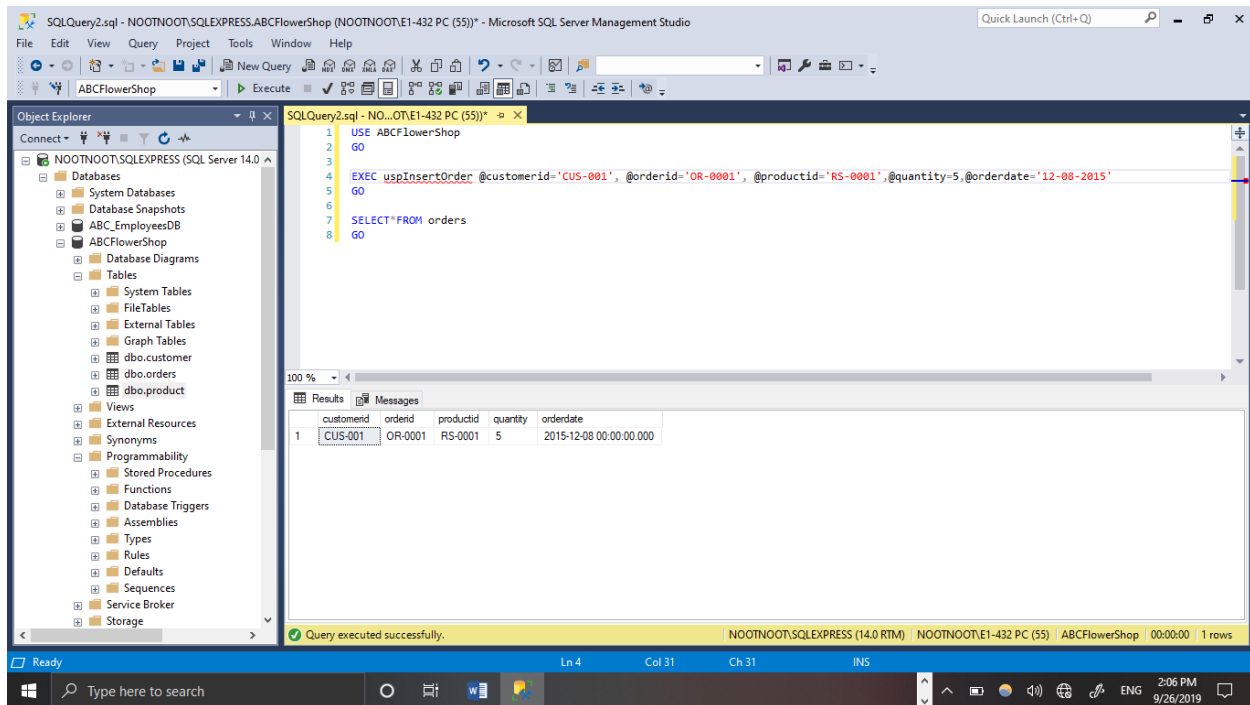 SQLQuery2.sql - NOOTNOOT\SQLEXPRESS.ABCFlowerShop (NOOTNOOT\E1-432 PC (55))* - Microsoft SQL Server Management Studio
Quick Launch (Ctrl+Q)
File Edit View Query Project Tools Window Help
New Query
MDX DMX XMLA DAX
ABCFlowerShop
Execute
Object Explorer
SQLQuery2.sql - NO...OT\E1-432 PC (55))*
Connect
NOOTNOOT\SQLEXPRESS (SQL Server 14.0
Databases
System Databases
Database Snapshots
ABC_EmployeesDB
ABCFlowerShop
Database Diagrams
Tables
System Tables
FileTables
External Tables
Graph Tables
dbo.customer
dbo.orders
dbo.product
Views
External Resources
Synonyms
Programmability
Stored Procedures
Functions
Database Triggers
Assemblies
Types
Rules
Defaults
Sequences
Service Broker
Storage
1 USE ABCFlowerShop
2 GO
3
4 EXEC uspInsertOrder @customerid='CUS-001', @orderid='OR-0001', @productid='RS-0001',@quantity=5,@orderdate='12-08-2015'
5 GO
6
7 SELECT*FROM orders
8 GO
100 %
Results Messages
customerid orderid productid quantity orderdate
1 CUS-001 OR-0001 RS-0001 5 2015-12-08 00:00:00.000
Query executed successfully.
NOOTNOOT\SQLEXPRESS (14.0 RTM) NOOTNOOT\E1-432 PC (55) ABCFlowerShop 00:00:00 1 rows
Ready Ln 4 Col 31 Ch 31 INS
Type here to search
ENG
2:06 PM
9/26/2019